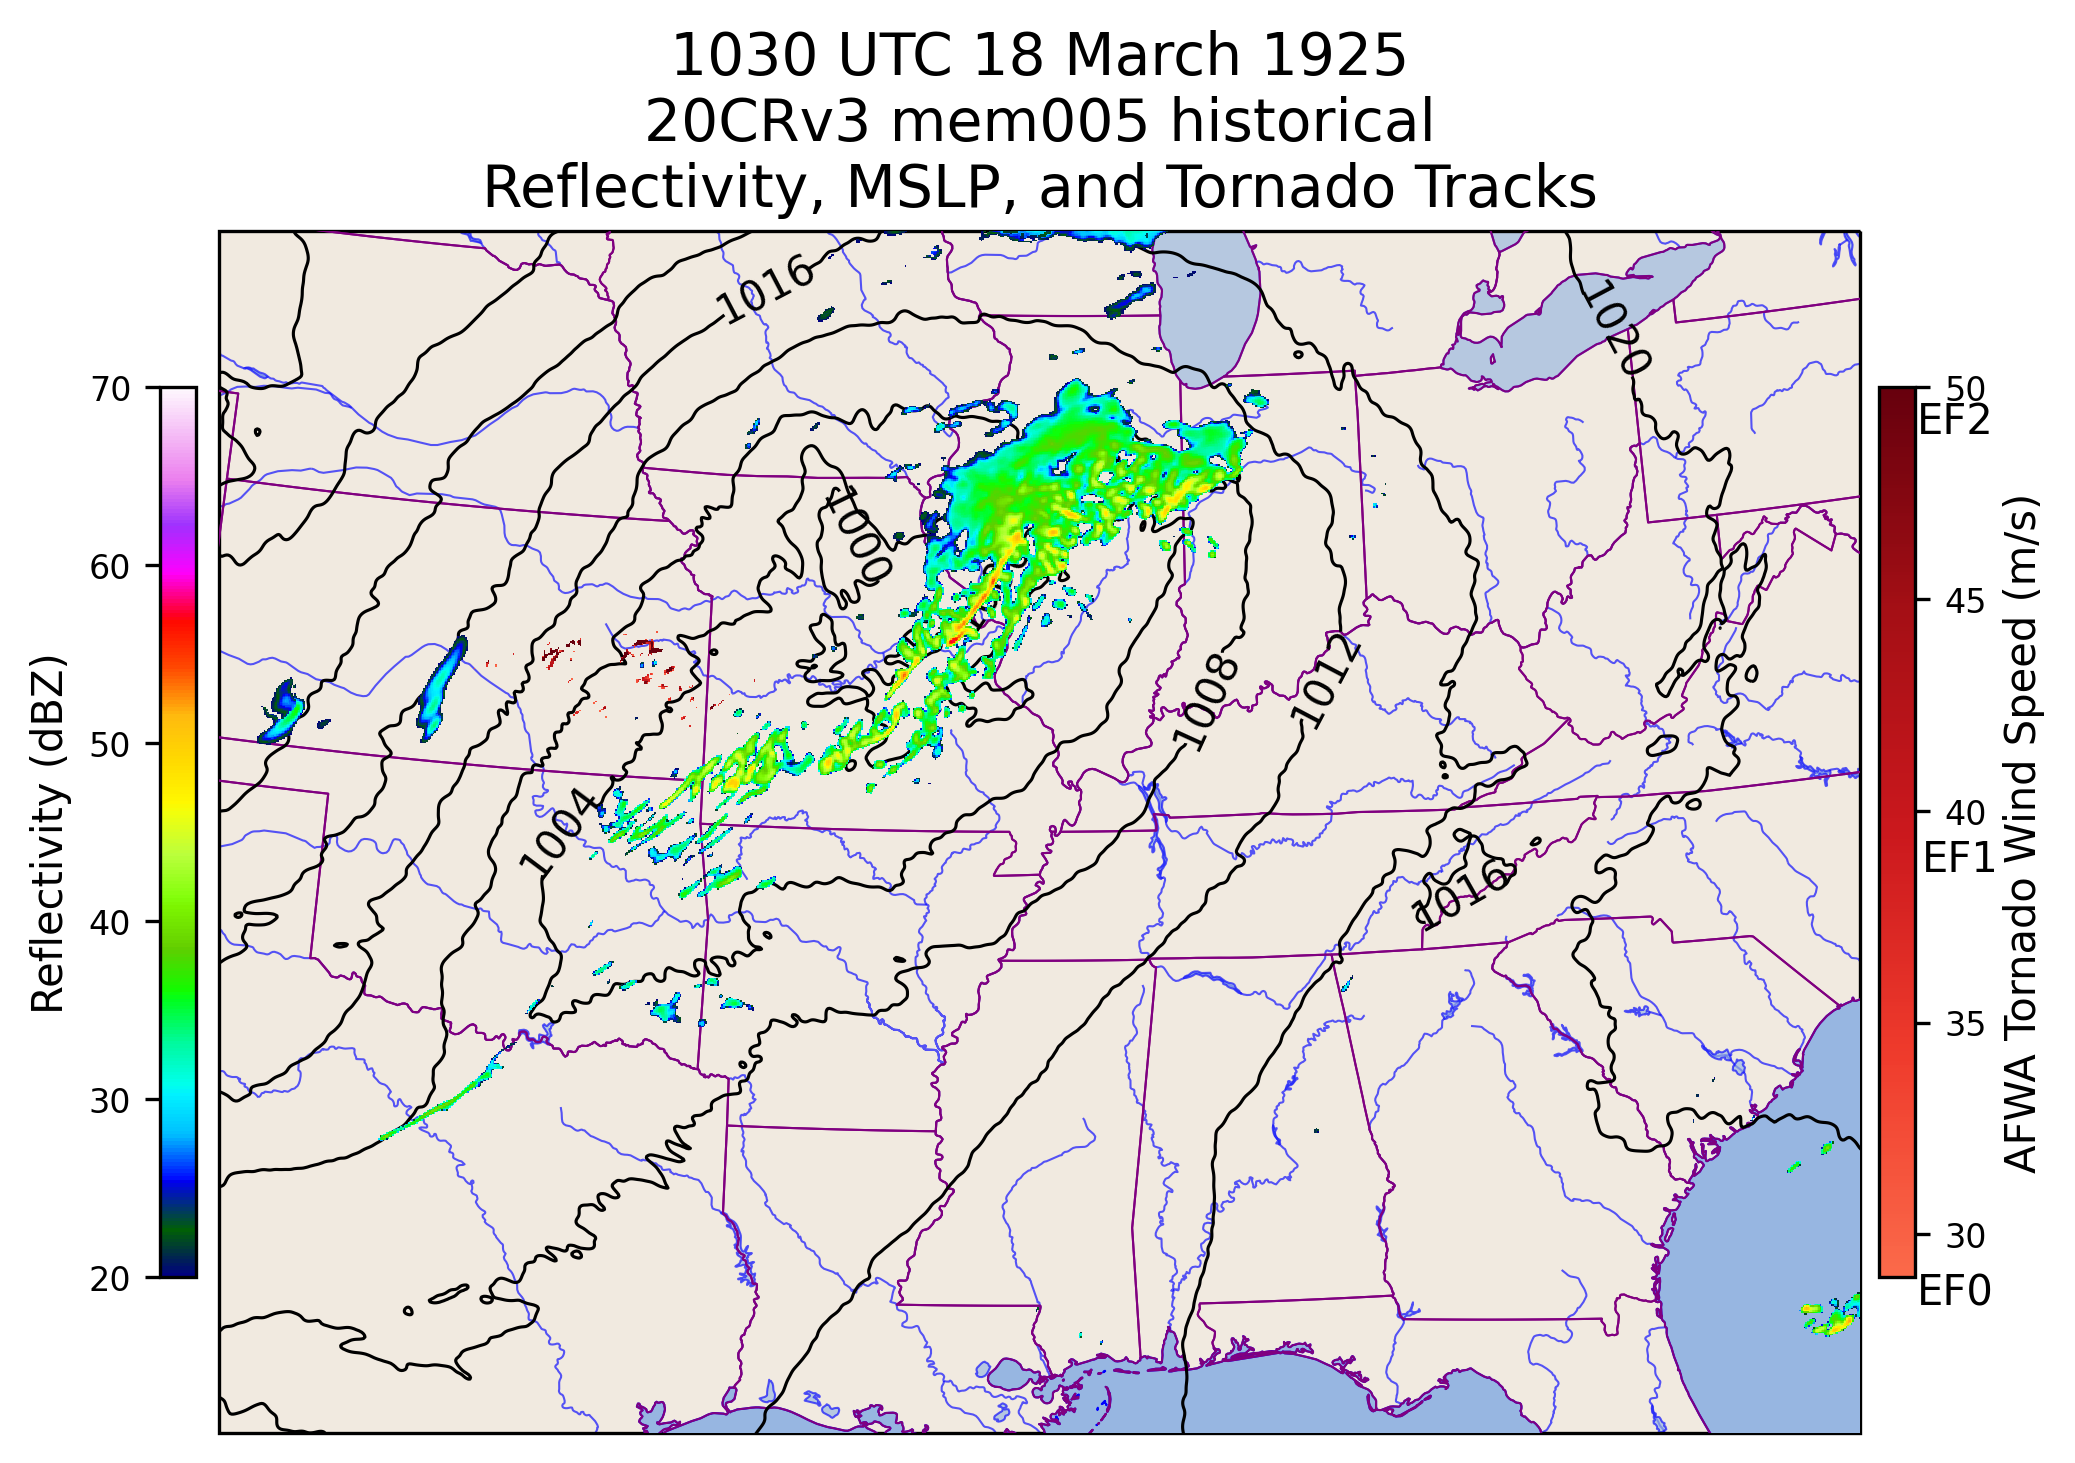 1030 UTC 18 March 1925
20CRv3 mem005 historical
Reflectivity, MSLP, and Tornado Tracks
Reflectivity (dBZ)
70
60
50
40
30
20
1016
1020
1000
1008
1012
1004
1016
50
EF2
45
40
EF1
35
30
EF0
AFWA Tornado Wind Speed (m/s)